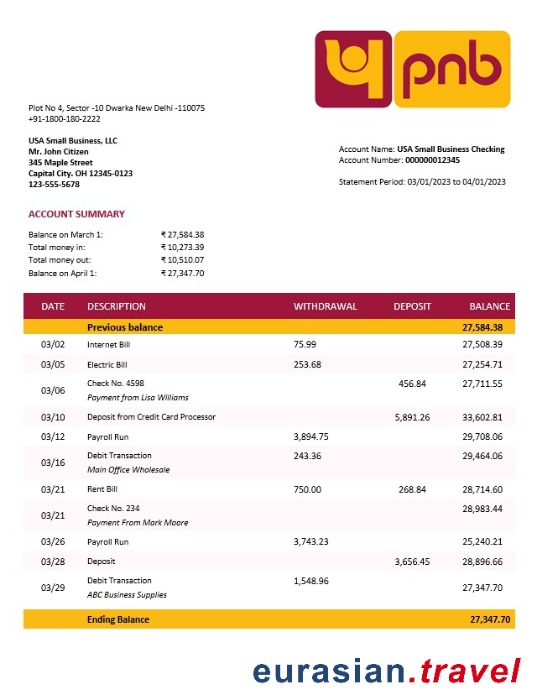 pnb
Plot No 4, Sector -10 Dwarka New Delhi -110075
+91-1800-180-2222
USA Small Business, LLC
Mr. John Citizen
345 Maple Street
Capital City. OH 12345-0123
123-555-5678
Account Name: USA Small Business Checking
Account Number: 000000012345
Statement Period: 03/01/2023 to 04/01/2023
ACCOUNT SUMMARY
Balance on March 1: ₹ 27,584.38
Total money in: ₹ 10,273.39
Total money out: ₹ 10,510.07
Balance on April 1: ₹ 27,347.70
DATE DESCRIPTION WITHDRAWAL DEPOSIT BALANCE
Previous balance 27,584.38
03/02 Internet Bill 75.99 27,508.39
03/05 Electric Bill 253.68 27,254.71
03/06 Check No. 4598 456.84 27,711.55
Payment from Lisa Williams
03/10 Deposit from Credit Card Processor 5,891.26 33,602.81
03/12 Payroll Run 3,894.75 29,708.06
03/16 Debit Transaction 243.36 29,464.06
Main Office Wholesale
03/21 Rent Bill 750.00 268.84 28,714.60
03/21 Check No. 234 28,983.44
Payment From Mark Moore
03/26 Payroll Run 3,743.23 25,240.21
03/28 Deposit 3,656.45 28,896.66
03/29 Debit Transaction 1,548.96 27,347.70
ABC Business Supplies
Ending Balance 27,347.70
eurasian.travel